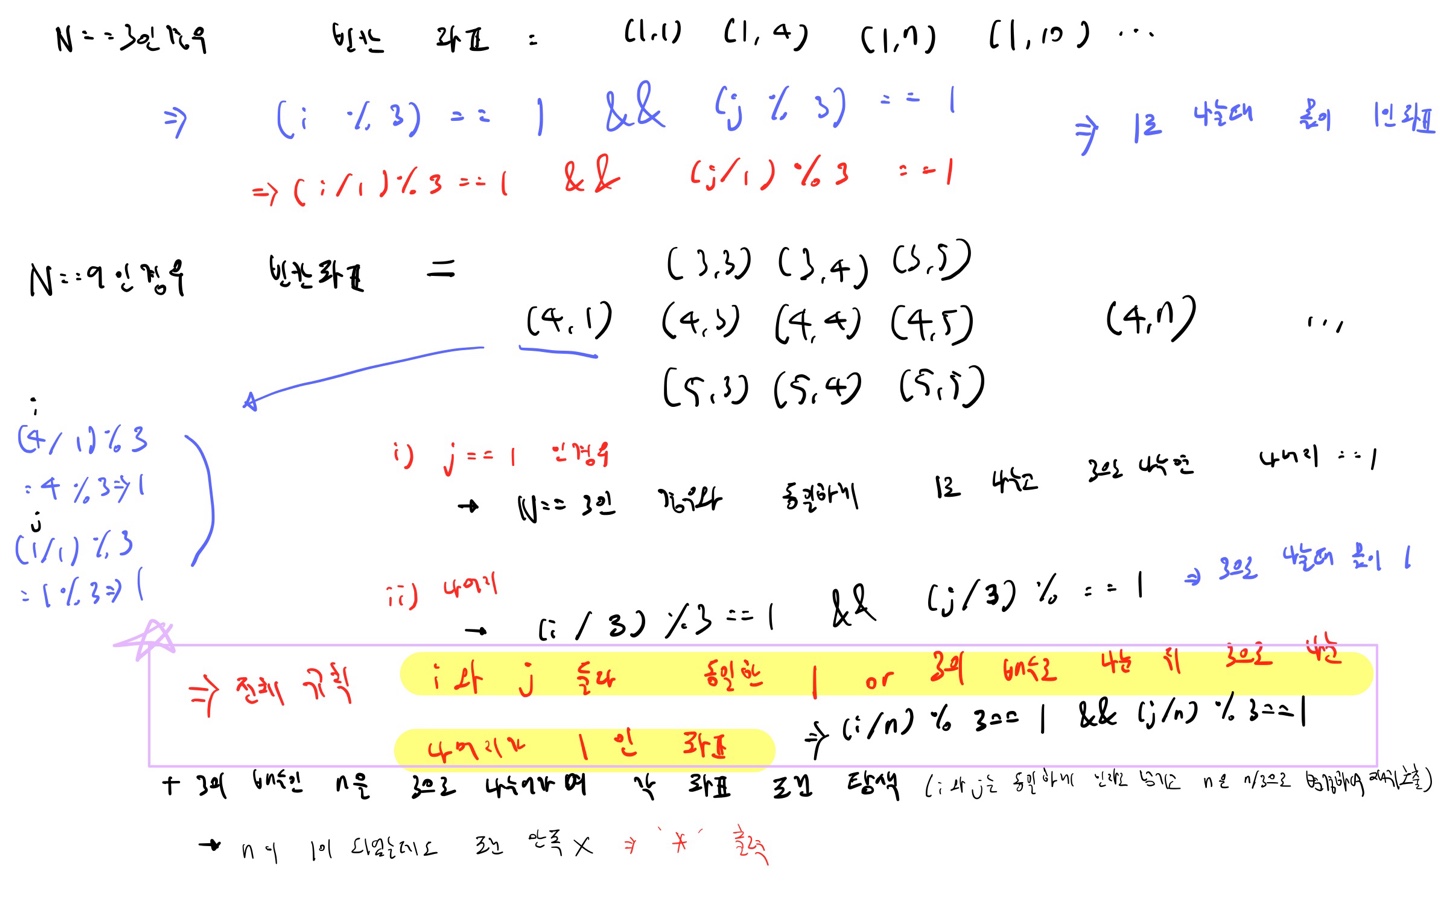 N==3인경우 빈칸 좌표 : (1,1) (1,4) (1,7) (1,10) ...
⇒ (i % 3) == 1 && (j % 3) == 1 ⇒ 1로 나눌때 몫이 1인좌표
⇒ (i/1)%3==1 && (j/1)%3 ==1
N==9인경우 빈칸좌표 =
(3,3) (3,4) (3,5)
(4,1) (4,3) (4,4) (4,5) (4,7) ...
(5,3) (5,4) (5,5)
i
(4/1)%3
:4%3⇒1
j
(1/1)%3
:1%3⇒1
i) j==1 인경우
→ N==3인 경우와 동일하게 1로 나누고 3으로 나누면 나머지==1
ii) 나머지
→ (i/3)%3==1 && (j/3)% ==1 ⇒ 3으로 나눌때 몫이 1
⇒ 전체 규칙 i와 j 둘다 동일한 1 or 3의 배수로 나눈 뒤 3으로 나눈
나머지가 1인 좌표 ⇒ (i/n)%3==1 && (j/n)%3==1
+ 3의 배수인 n을 3으로 나누어가며 각 좌표 조건 탐색 (i와 j는 동일하게 인자로 넘기고 n은 n/3으로 변경하여 재귀호출)
→ n이 1이 되었는데도 조건 만족X ⇒ '*' 출력